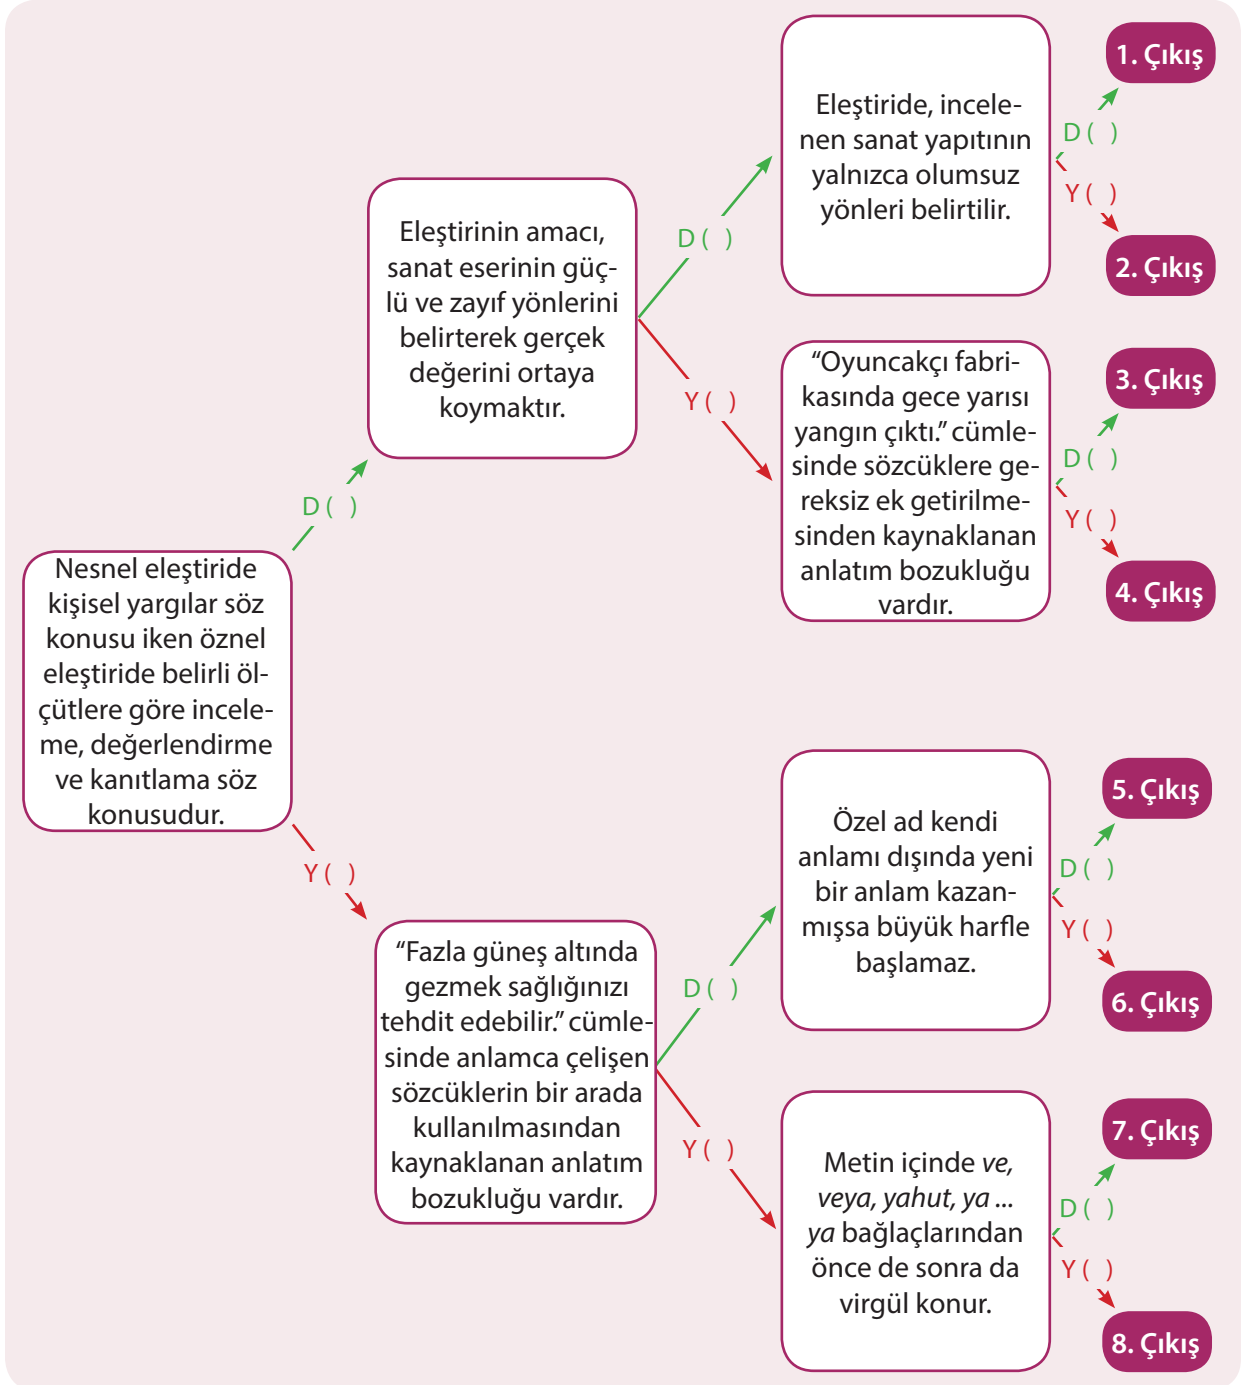 Nesnel eleştiride
kişisel yargılar söz
konusu iken öznel
eleştiride belirli öl-
çütlere göre incele-
me, değerlendirme
ve kanıtlama söz
konusudur.
D ( )
Y ( )
Eleştirinin amacı,
sanat eserinin güç-
lü ve zayıf yönlerini
belirterek gerçek
değerini ortaya
koymaktır.
D ( )
Y ( )
Eleştiride, incele-
nen sanat yapıtının
yalnızca olumsuz
yönleri belirtilir.
D ( )
Y ( )
1. Çıkış
2. Çıkış
“Oyuncakçı fabri-
kasında gece yarısı
yangın çıktı.” cümle-
sinde sözcüklere ge-
reksiz ek getirilme-
sinden kaynaklanan
anlatım bozukluğu
vardır.
D ( )
Y ( )
3. Çıkış
4. Çıkış
“Fazla güneş altında
gezmek sağlığınızı
tehdit edebilir.” cümle-
sinde anlamca çelişen
sözcüklerin bir arada
kullanılmasından
kaynaklanan anlatım
bozukluğu vardır.
D ( )
Y ( )
Özel ad kendi
anlamı dışında yeni
bir anlam kazan-
mışsa büyük harfle
başlamaz.
D ( )
Y ( )
5. Çıkış
6. Çıkış
Metin içinde ve,
veya, yahut, ya ...
ya bağlaçlarından
önce de sonra da
virgül konur.
D ( )
Y ( )
7. Çıkış
8. Çıkış